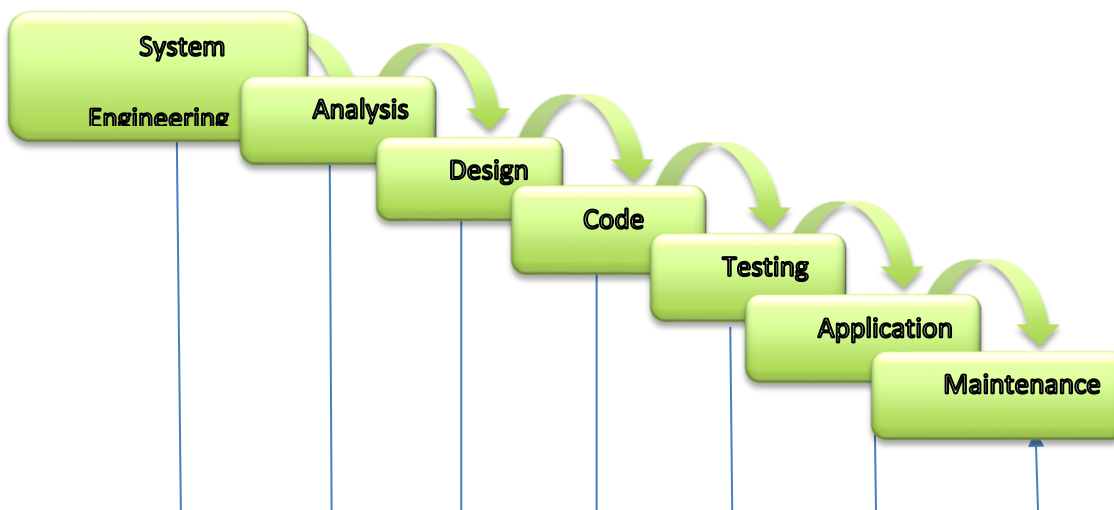 System
Engineering
Analysis
Design
Code
Testing
Application
Maintenance